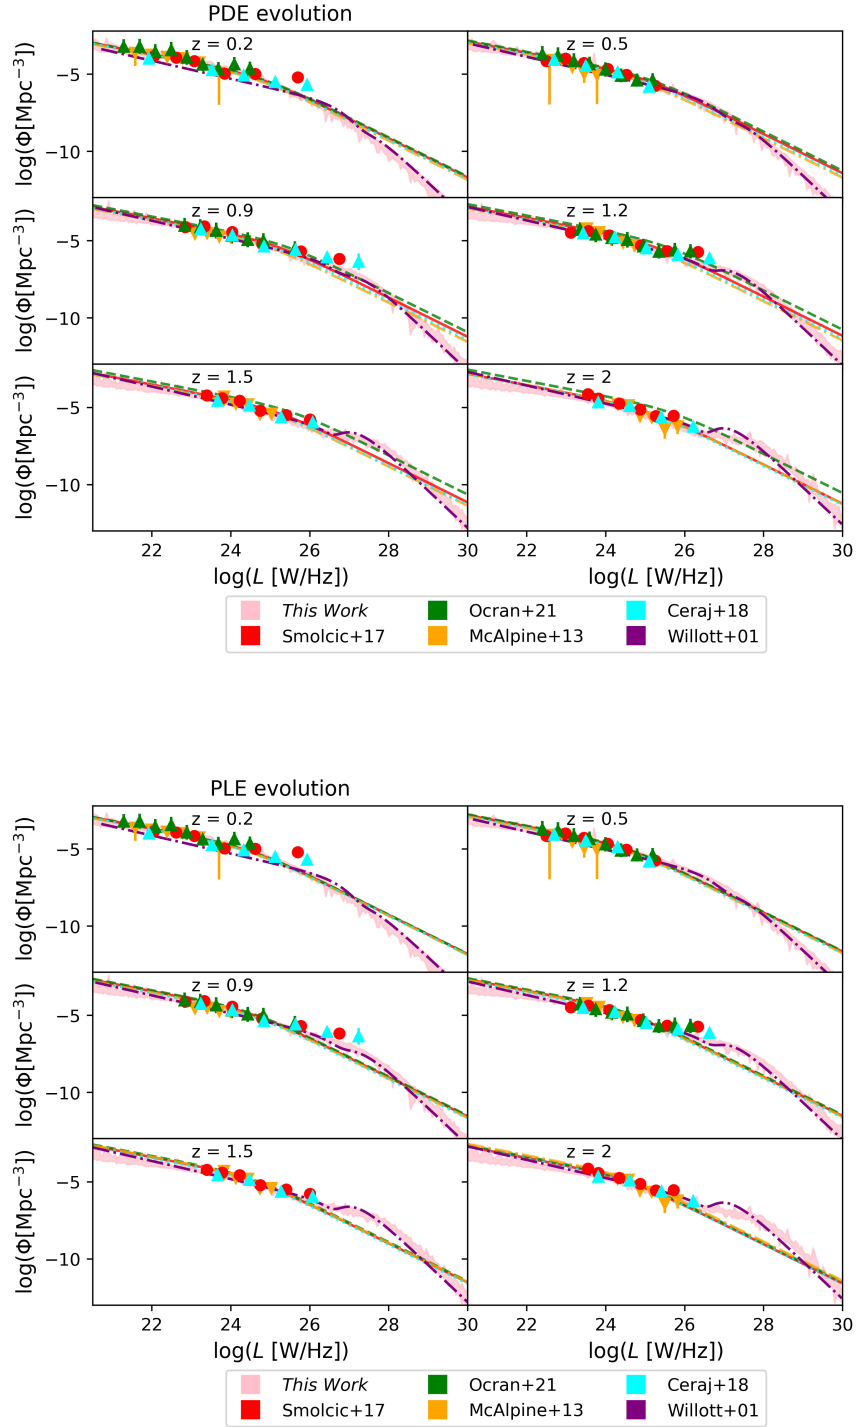 PDE evolution
z = 0.2
z = 0.5
log(Φ[Mpc⁻³])
−5
−10
z = 0.9
z = 1.2
log(Φ[Mpc⁻³])
−5
−10
z = 1.5
z = 2
log(Φ[Mpc⁻³])
−5
−10
22 24 26 28 30 22 24 26 28 30
log(L [W/Hz]) log(L [W/Hz])
This Work Ocran+21 Ceraj+18
Smolcic+17 McAlpine+13 Willott+01
PLE evolution
z = 0.2
z = 0.5
log(Φ[Mpc⁻³])
−5
−10
z = 0.9
z = 1.2
log(Φ[Mpc⁻³])
−5
−10
z = 1.5
z = 2
log(Φ[Mpc⁻³])
−5
−10
22 24 26 28 30 22 24 26 28 30
log(L [W/Hz]) log(L [W/Hz])
This Work Ocran+21 Ceraj+18
Smolcic+17 McAlpine+13 Willott+01